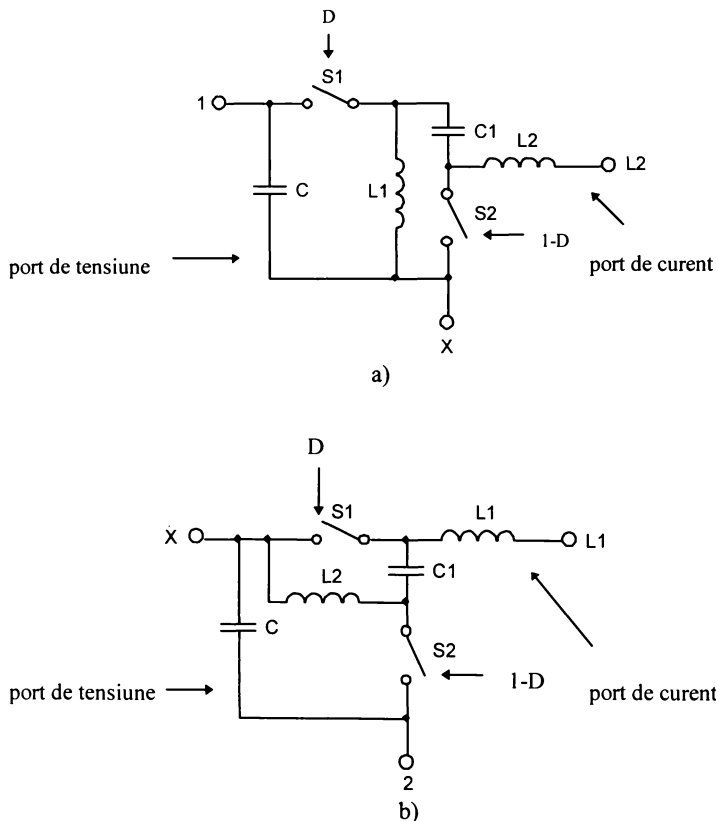 D
S1
1
C1
L2
L2
C
L1
S2
1-D
port de tensiune
port de curent
X
a)
D
S1
L1
X
L1
C1
L2
C
S2
1-D
port de tensiune
port de curent
2
b)